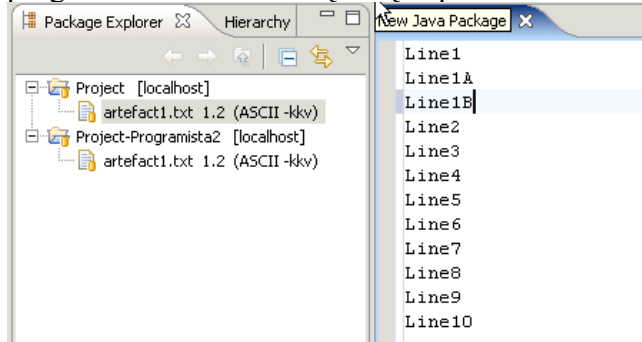 Package Explorer Hierarchy
New Java Package
Project [localhost]
artefact1.txt 1.2 (ASCII -kkv)
Project-Programista2 [localhost]
artefact1.txt 1.2 (ASCII -kkv)
Line1
Line1A
Line1B
Line2
Line3
Line4
Line5
Line6
Line7
Line8
Line9
Line10